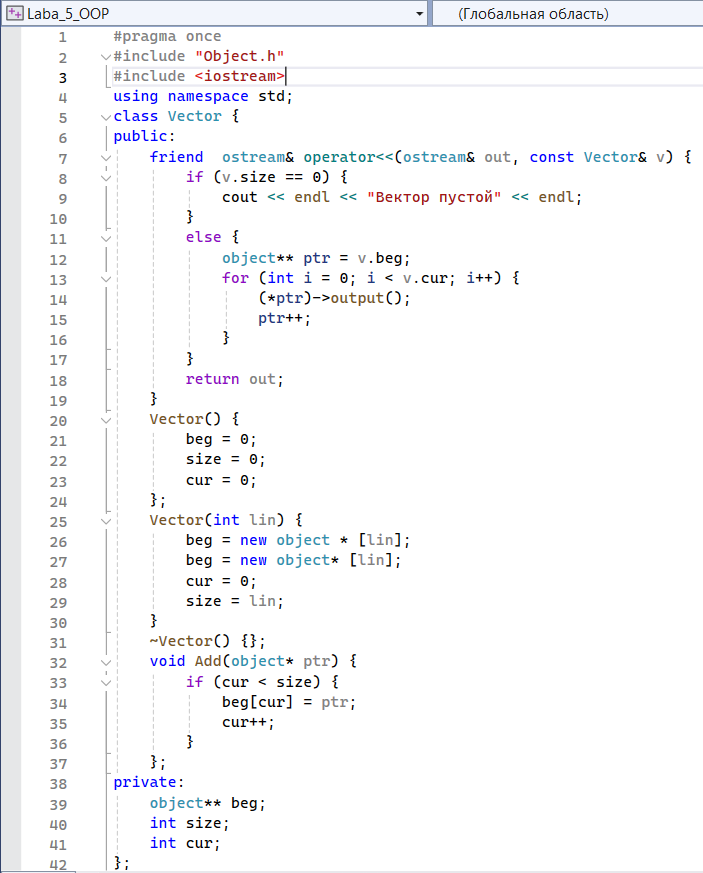 Laba_5_OOP (Глобальная область)
1 #pragma once
2 #include "Object.h"
3 #include <iostream>
4 using namespace std;
5 class Vector {
6 public:
7 friend  ostream& operator<<(ostream& out, const Vector& v) {
8 if (v.size == 0) {
9 cout << endl << "Вектор пустой" << endl;
10 }
11 else {
12 object** ptr = v.beg;
13 for (int i = 0; i < v.cur; i++) {
14 (*ptr)->output();
15 ptr++;
16 }
17 }
18 return out;
19 }
20 Vector() {
21 beg = 0;
22 size = 0;
23 cur = 0;
24 };
25 Vector(int lin) {
26 beg = new object * [lin];
27 beg = new object* [lin];
28 cur = 0;
29 size = lin;
30 }
31 ~Vector() {};
32 void Add(object* ptr) {
33 if (cur < size) {
34 beg[cur] = ptr;
35 cur++;
36 }
37 };
38 private:
39 object** beg;
40 int size;
41 int cur;
42 };